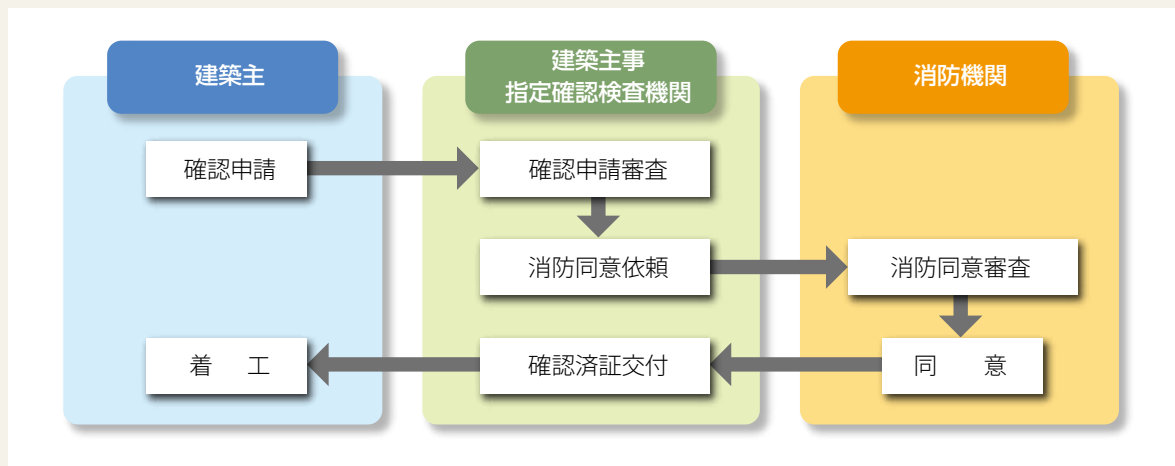 建築主
建築主事
指定確認検査機関
消防機関
確認申請
確認申請審査
消防同意依頼
消防同意審査
着　工
確認済証交付
同　意